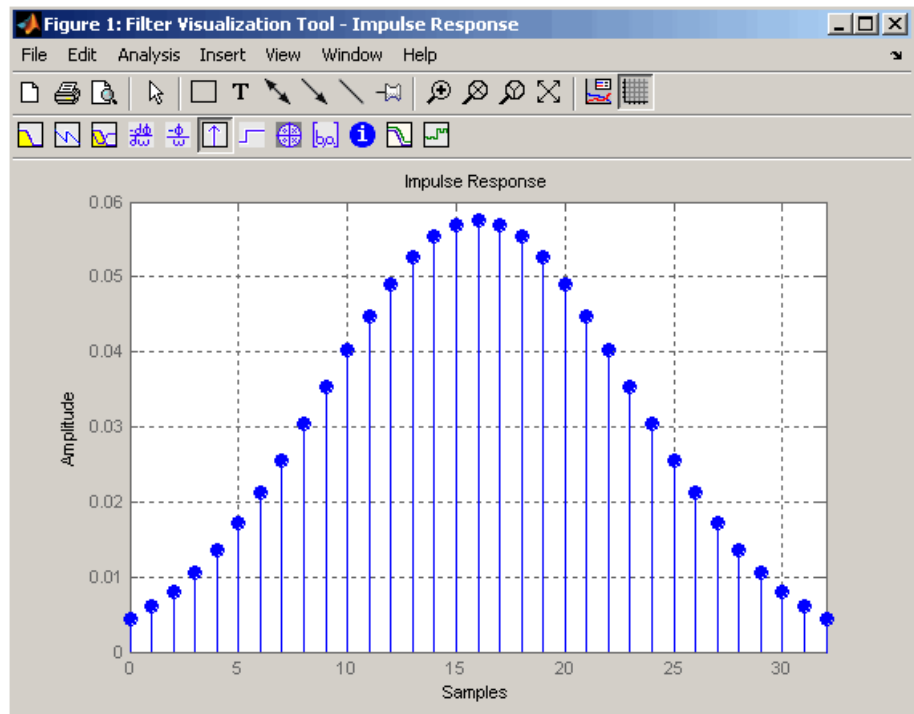 Figure 1: Filter Visualization Tool - Impulse Response
File Edit Analysis Insert View Window Help
T
dϕ
dω
-ϕ
ω
[b,a]
i
Impulse Response
Amplitude
0.06
0.05
0.04
0.03
0.02
0.01
0
0 5 10 15 20 25 30
Samples